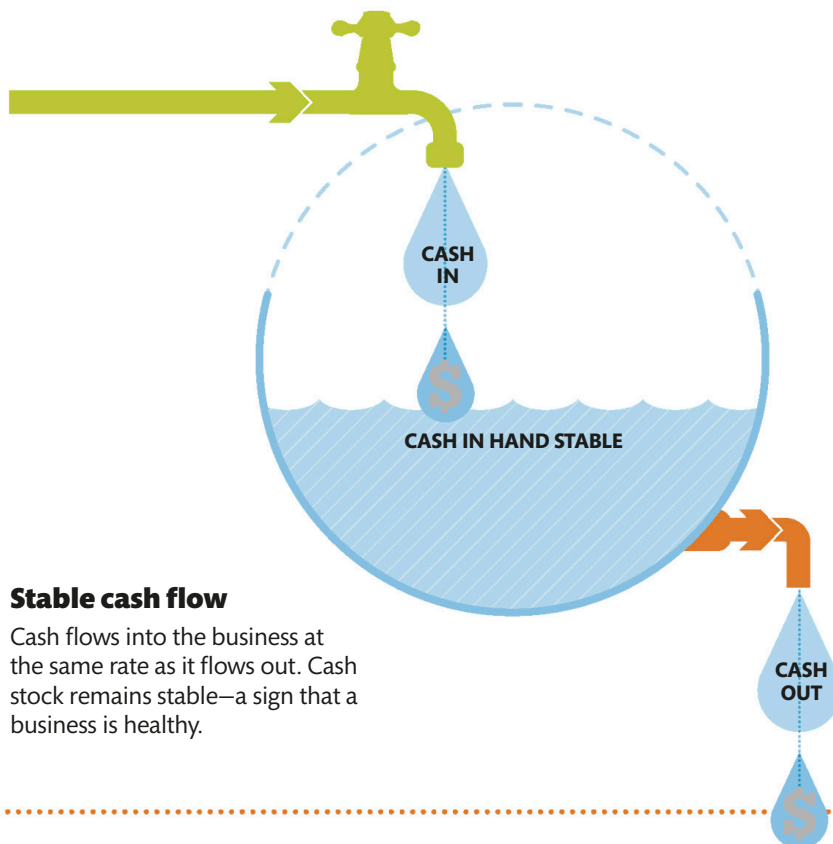 CASH
IN
$
CASH IN HAND STABLE
Stable cash flow
Cash flows into the business at
the same rate as it flows out. Cash
stock remains stable—a sign that a
business is healthy.
CASH
OUT
$